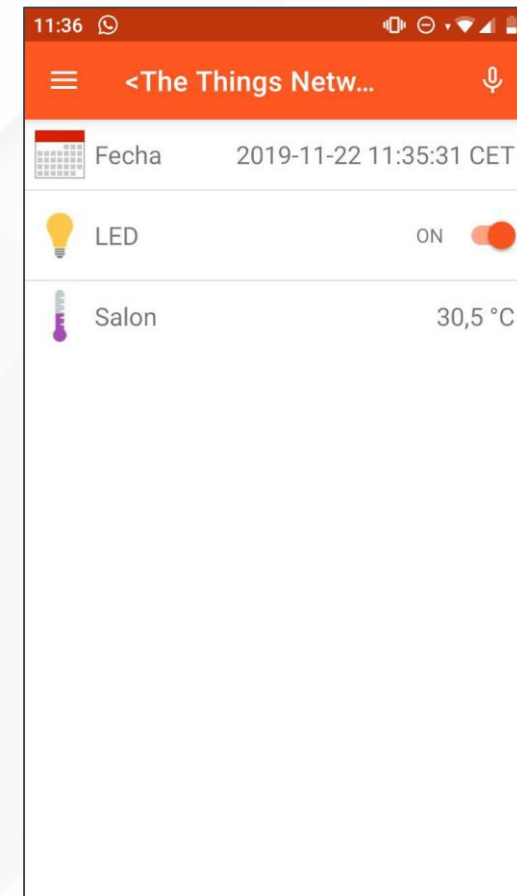 11:36
<The Things Netw...
Fecha 2019-11-22 11:35:31 CET
LED ON
Salon 30,5 °C